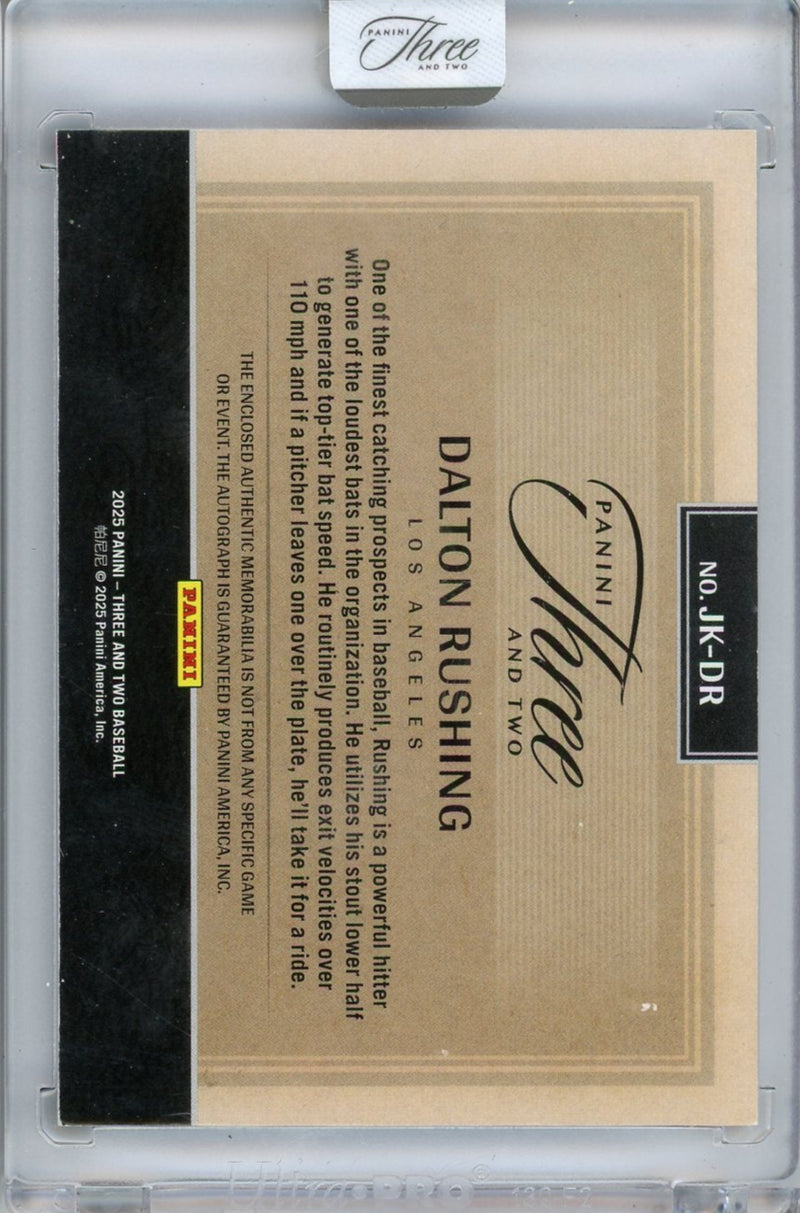 PANINI
Three
AND TWO
NO. JK-DR
PANINI
Three
AND TWO
DALTON RUSHING
LOS ANGELES
One of the finest catching prospects in baseball, Rushing is a powerful hitter
with one of the loudest bats in the organization. He utilizes his stout lower half
to generate top-tier bat speed. He routinely produces exit velocities over
110 mph and if a pitcher leaves one over the plate, he'll take it for a ride.
THE ENCLOSED AUTHENTIC MEMORABILIA IS NOT FROM ANY SPECIFIC GAME
OR EVENT. THE AUTOGRAPH IS GUARANTEED BY PANINI AMERICA, INC.
PANINI
2025 PANINI – THREE AND TWO BASEBALL
帕尼尼 © 2025 Panini America, Inc.
Ultra•PRO®